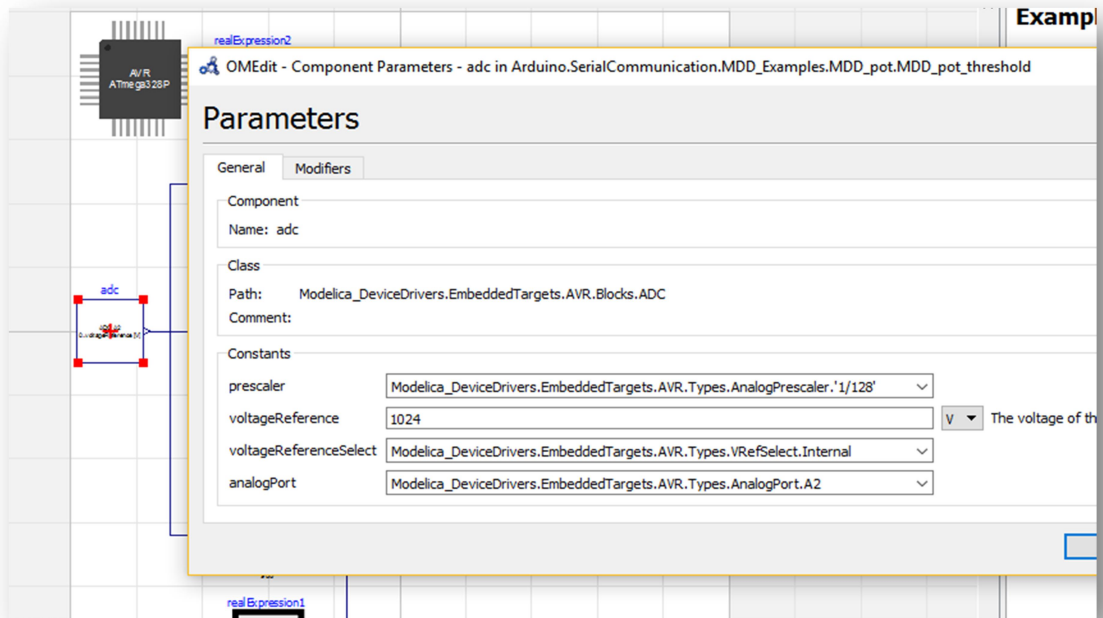 Exampl
realExpression2
AVR
ATmega328P
OMEdit - Component Parameters - adc in Arduino.SerialCommunication.MDD_Examples.MDD_pot.MDD_pot_threshold
Parameters
General Modifiers
Component
Name: adc
Class
Path: Modelica_DeviceDrivers.EmbeddedTargets.AVR.Blocks.ADC
Comment:
Constants
prescaler Modelica_DeviceDrivers.EmbeddedTargets.AVR.Types.AnalogPrescaler.'1/128'
voltageReference 1024 V The voltage of th
voltageReferenceSelect Modelica_DeviceDrivers.EmbeddedTargets.AVR.Types.VRefSelect.Internal
analogPort Modelica_DeviceDrivers.EmbeddedTargets.AVR.Types.AnalogPort.A2
adc
realExpression1